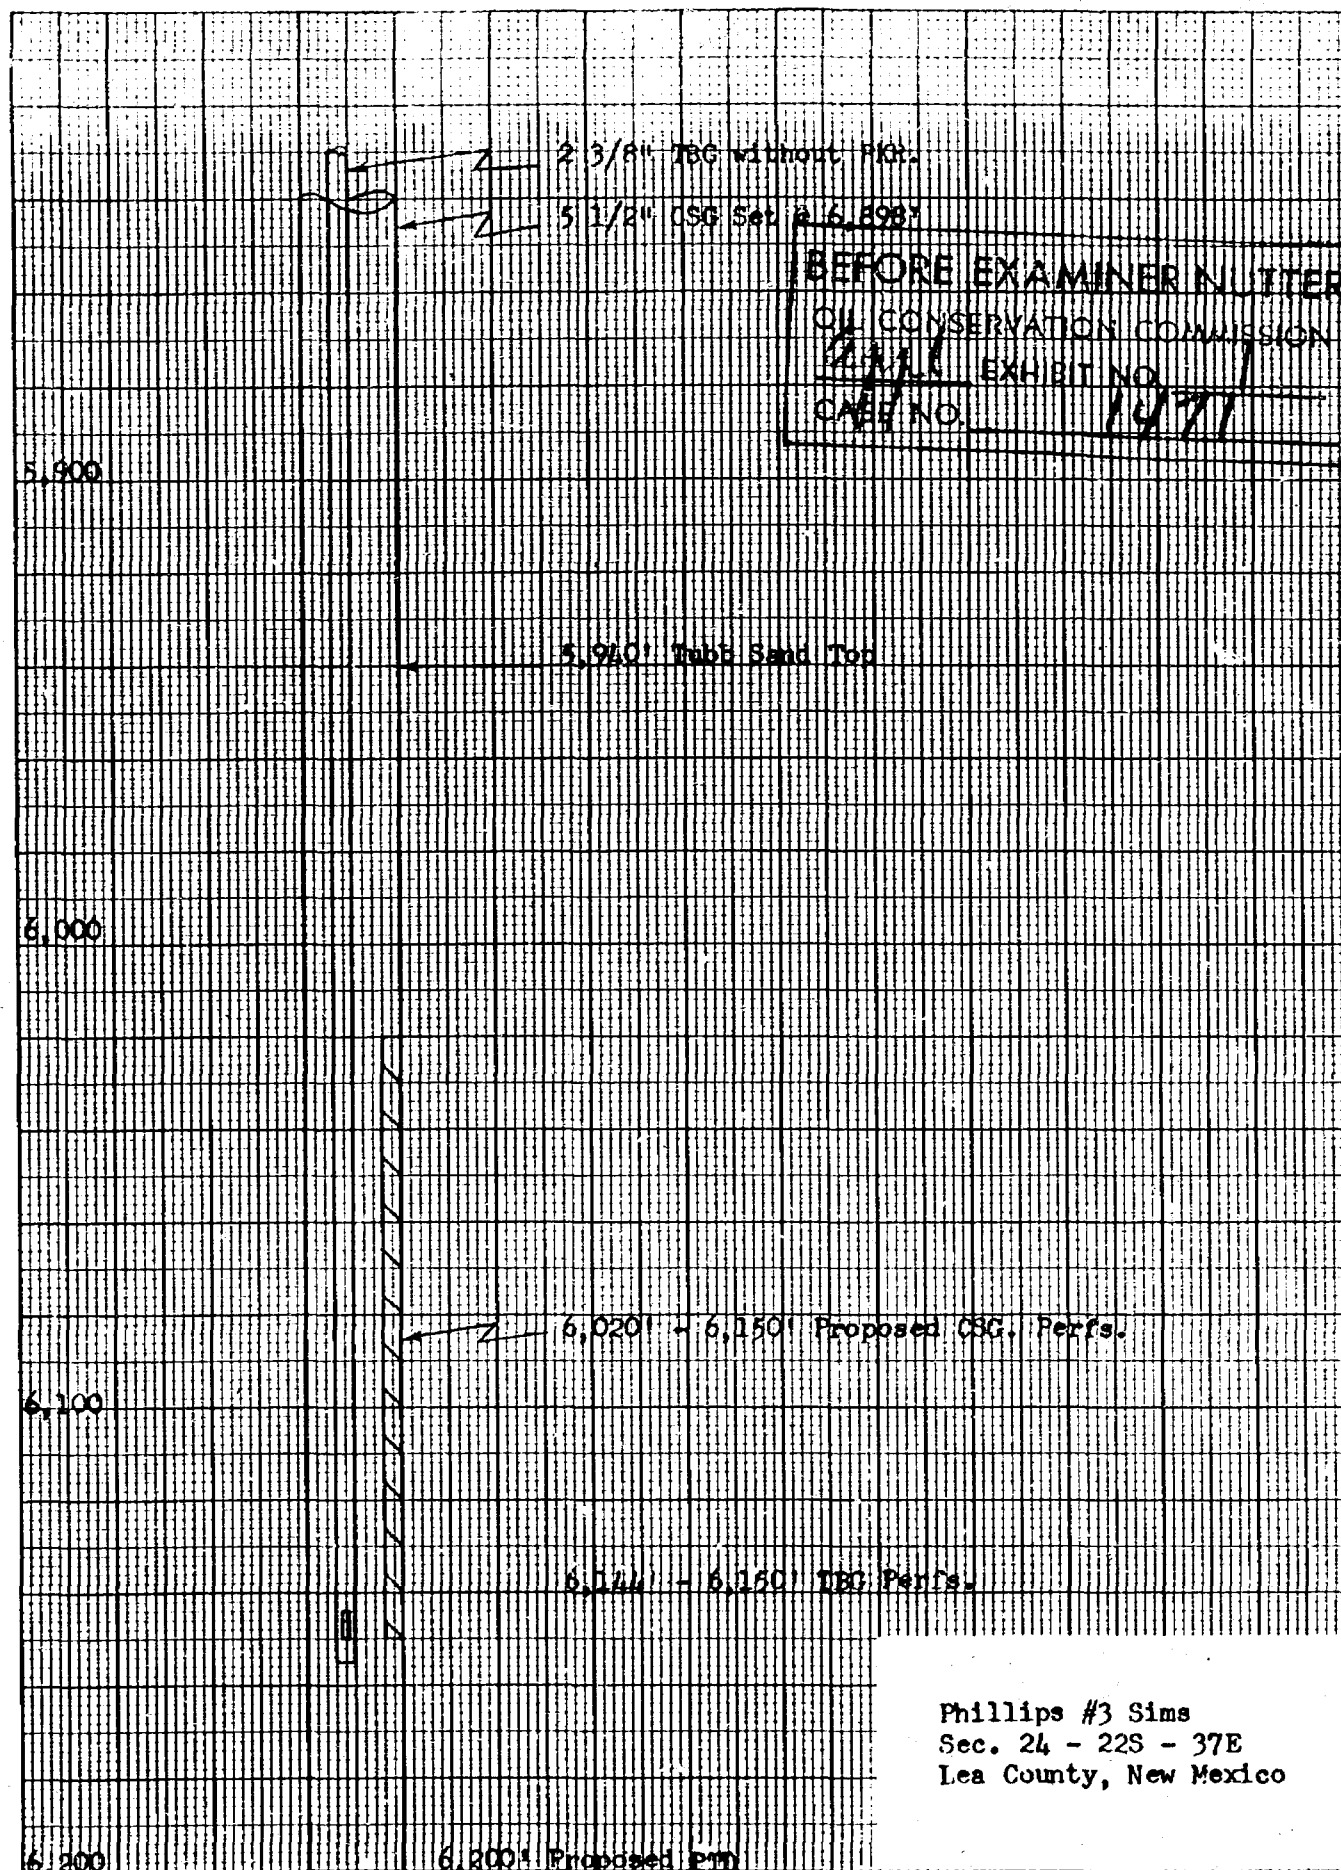 2 3/8" TBG without PKR.
5 1/2" CSG Set @ 6,898'
BEFORE EXAMINER NUTTER
OIL CONSERVATION COMMISSION
EXHIBIT NO. 1
CASE NO. 1471
5,900
5,940' Tubb Sand Top
6,000
6,020' - 6,150' Proposed CSG. Perfs.
6,100
6,144' - 6,150' TBG Perfs.
Phillips #3 Sims
Sec. 24 - 22S - 37E
Lea County, New Mexico
6,200
6,200' Proposed PTD